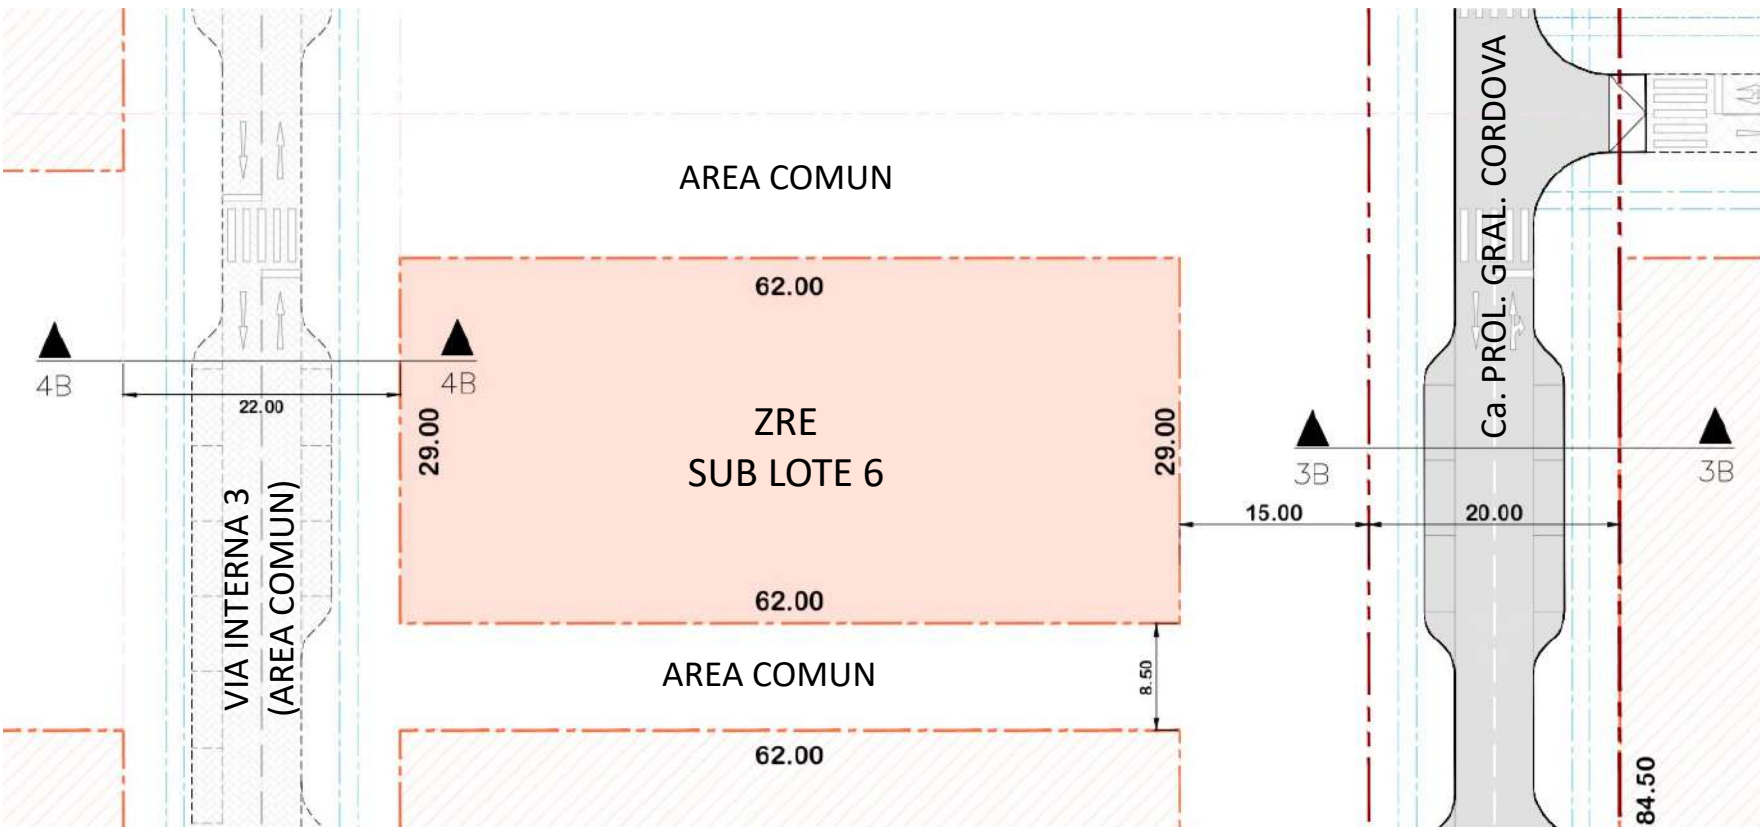 AREA COMUN
Ca. PROL. GRAL. CORDOVA
62.00
4B
4B
22.00
29.00
ZRE
SUB LOTE 6
29.00
3B
3B
15.00
20.00
VIA INTERNA 3
(AREA COMUN)
62.00
AREA COMUN
8.50
62.00
84.50